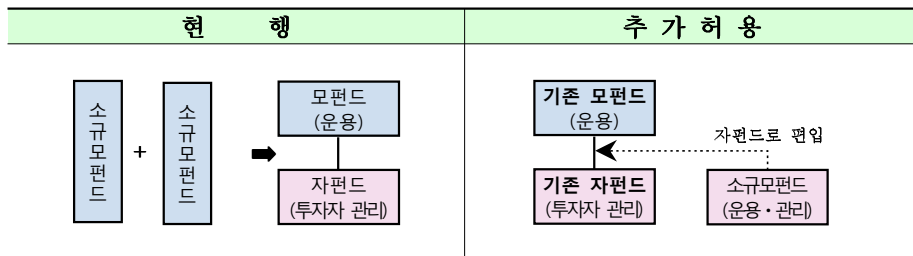 현 행
추 가 허 용
소규모펀드
+
소규모펀드
모펀드
(운용)
자펀드
(투자자 관리)
기존 모펀드
(운용)
자펀드로 편입
기존 자펀드
(투자자 관리)
소규모펀드
(운용·관리)